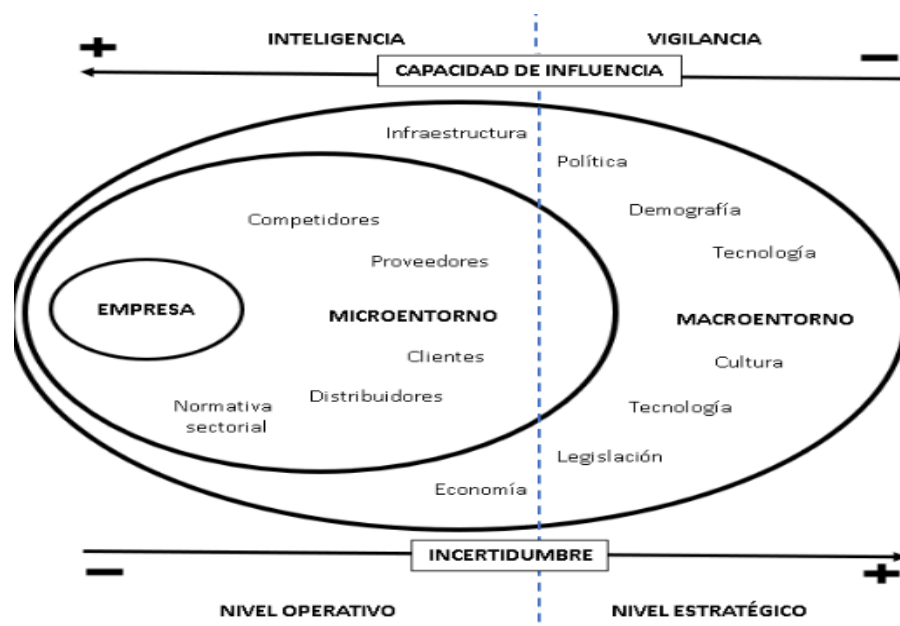 INTELIGENCIA
VIGILANCIA
+
−
CAPACIDAD DE INFLUENCIA
Infraestructura
Política
Demografía
Competidores
Tecnología
Proveedores
EMPRESA
MICROENTORNO
MACROENTORNO
Clientes
Cultura
Distribuidores
Normativa
sectorial
Tecnología
Legislación
Economía
INCERTIDUMBRE
−
+
NIVEL OPERATIVO
NIVEL ESTRATÉGICO